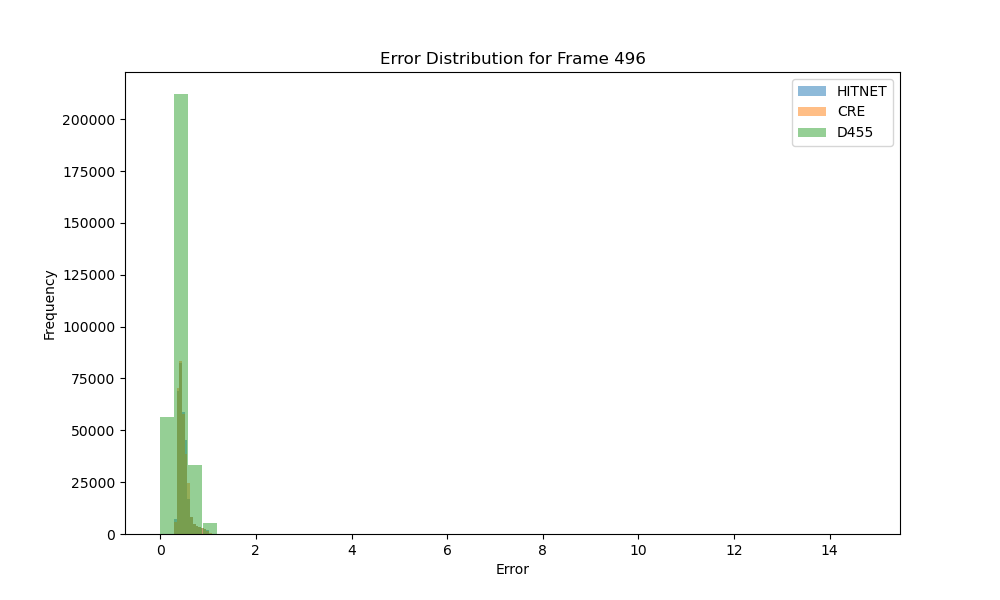 Error Distribution for Frame 496
HITNET
CRE
D455
200000
175000
150000
125000
100000
75000
50000
25000
0
Frequency
0 2 4 6 8 10 12 14
Error